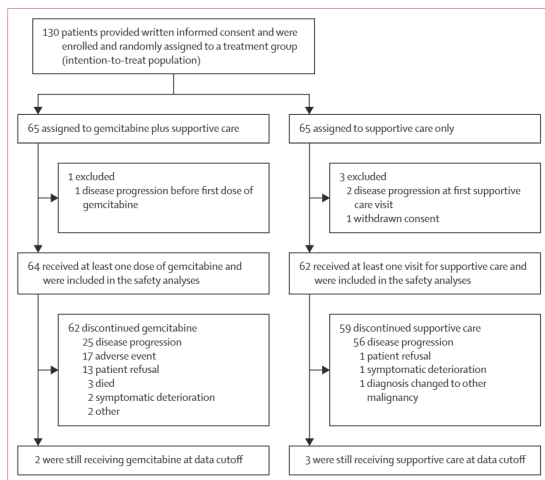 130 patients provided written informed consent and were
enrolled and randomly assigned to a treatment group
(intention-to-treat population)
65 assigned to gemcitabine plus supportive care
65 assigned to supportive care only
1 excluded
1 disease progression before first dose of
gemcitabine
3 excluded
2 disease progression at first supportive
care visit
1 withdrawn consent
64 received at least one dose of gemcitabine and
were included in the safety analyses
62 received at least one visit for supportive care and
were included in the safety analyses
62 discontinued gemcitabine
25 disease progression
17 adverse event
13 patient refusal
3 died
2 symptomatic deterioration
2 other
59 discontinued supportive care
56 disease progression
1 patient refusal
1 symptomatic deterioration
1 diagnosis changed to other
malignancy
2 were still receiving gemcitabine at data cutoff
3 were still receiving supportive care at data cutoff